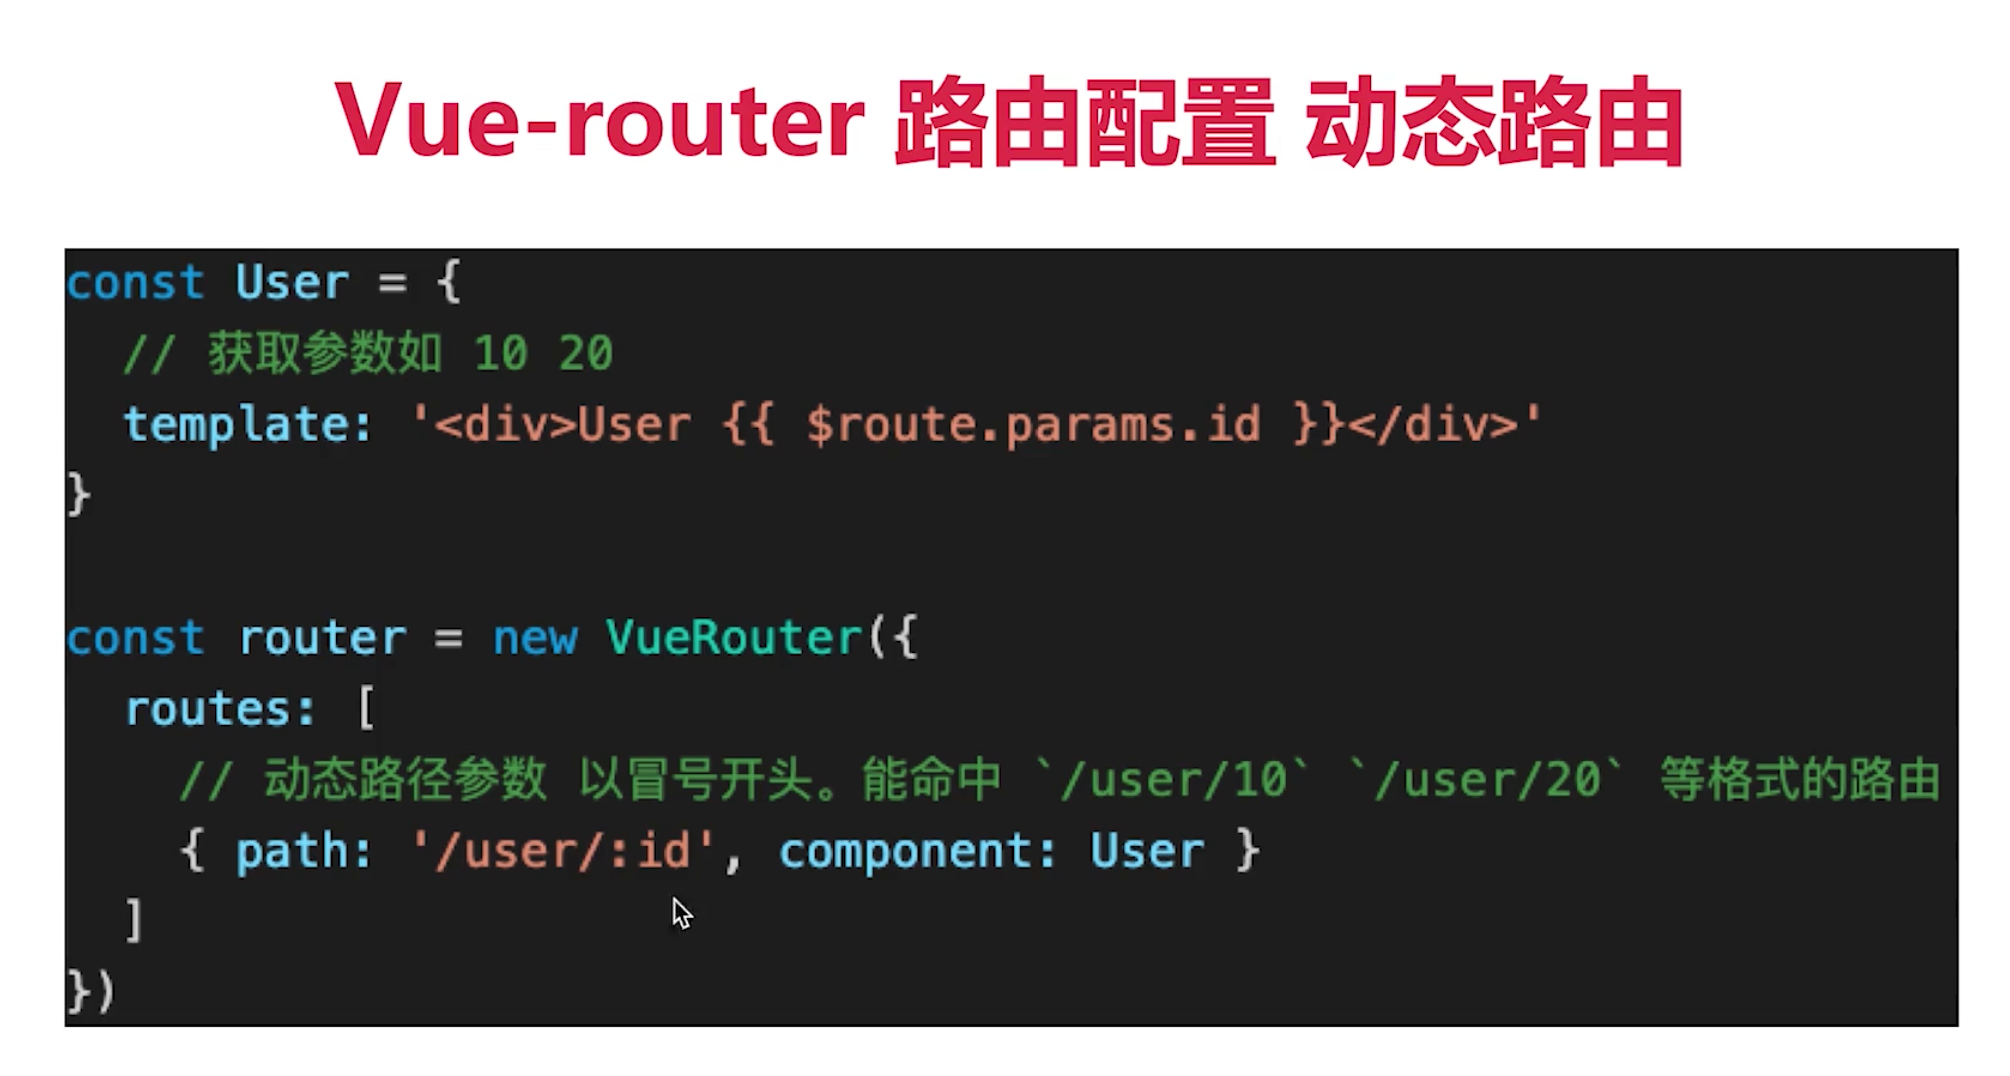 Vue-router 路由配置 动态路由
const User = {
  // 获取参数如 10 20
  template: '<div>User {{ $route.params.id }}</div>'
}
const router = new VueRouter({
  routes: [
    // 动态路径参数 以冒号开头。能命中 `/user/10` `/user/20` 等格式的路由
    { path: '/user/:id', component: User }
  ]
})